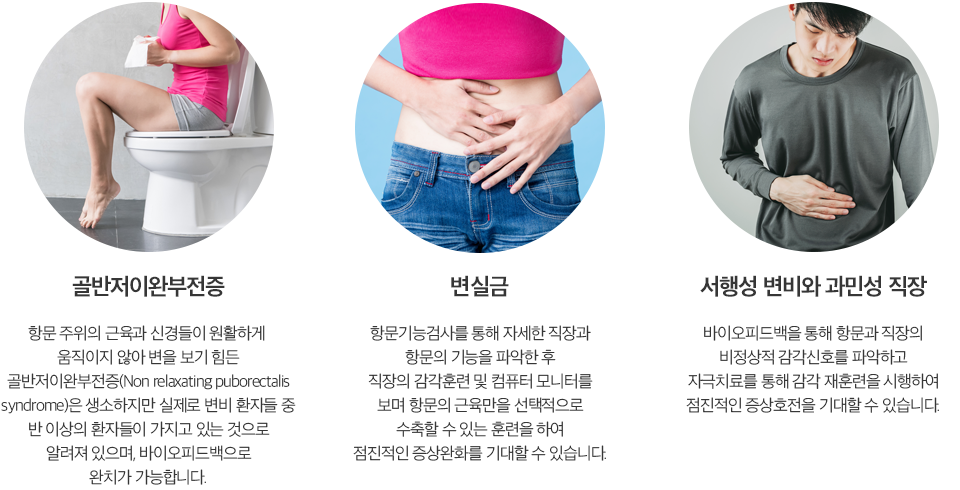 골반저이완부전증
항문 주위의 근육과 신경들이 원활하게
움직이지 않아 변을 보기 힘든
골반저이완부전증(Non relaxating puborectalis
syndrome)은 생소하지만 실제로 변비 환자들 중
반 이상의 환자들이 가지고 있는 것으로
알려져 있으며, 바이오피드백으로
완치가 가능합니다.
변실금
항문기능검사를 통해 자세한 직장과
항문의 기능을 파악한 후
직장의 감각훈련 및 컴퓨터 모니터를
보며 항문의 근육만을 선택적으로
수축할 수 있는 훈련을 하여
점진적인 증상완화를 기대할 수 있습니다.
서행성 변비와 과민성 직장
바이오피드백을 통해 항문과 직장의
비정상적 감각신호를 파악하고
자극치료를 통해 감각 재훈련을 시행하여
점진적인 증상호전을 기대할 수 있습니다.